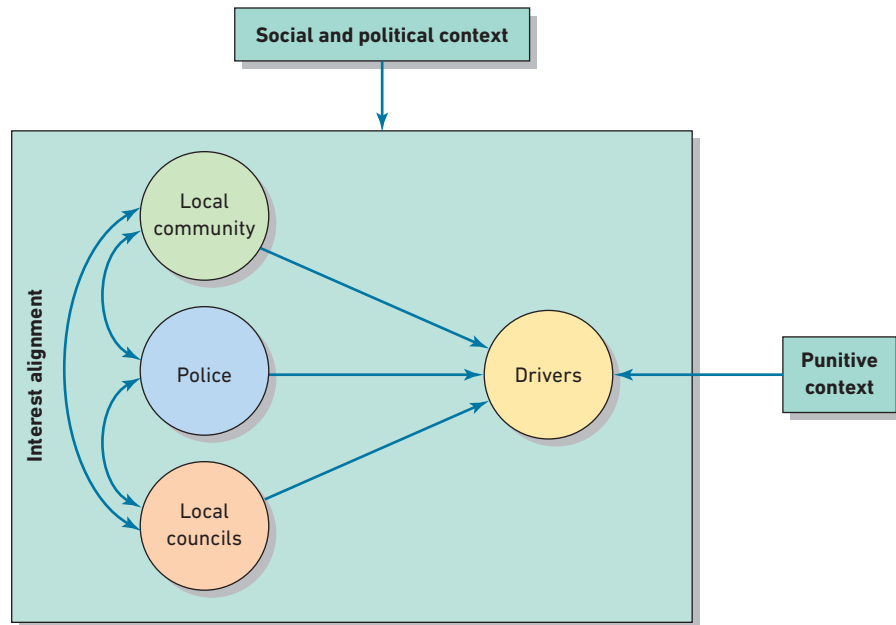 Social and political context
Interest alignment
Local
community
Police
Local
councils
Drivers
Punitive
context